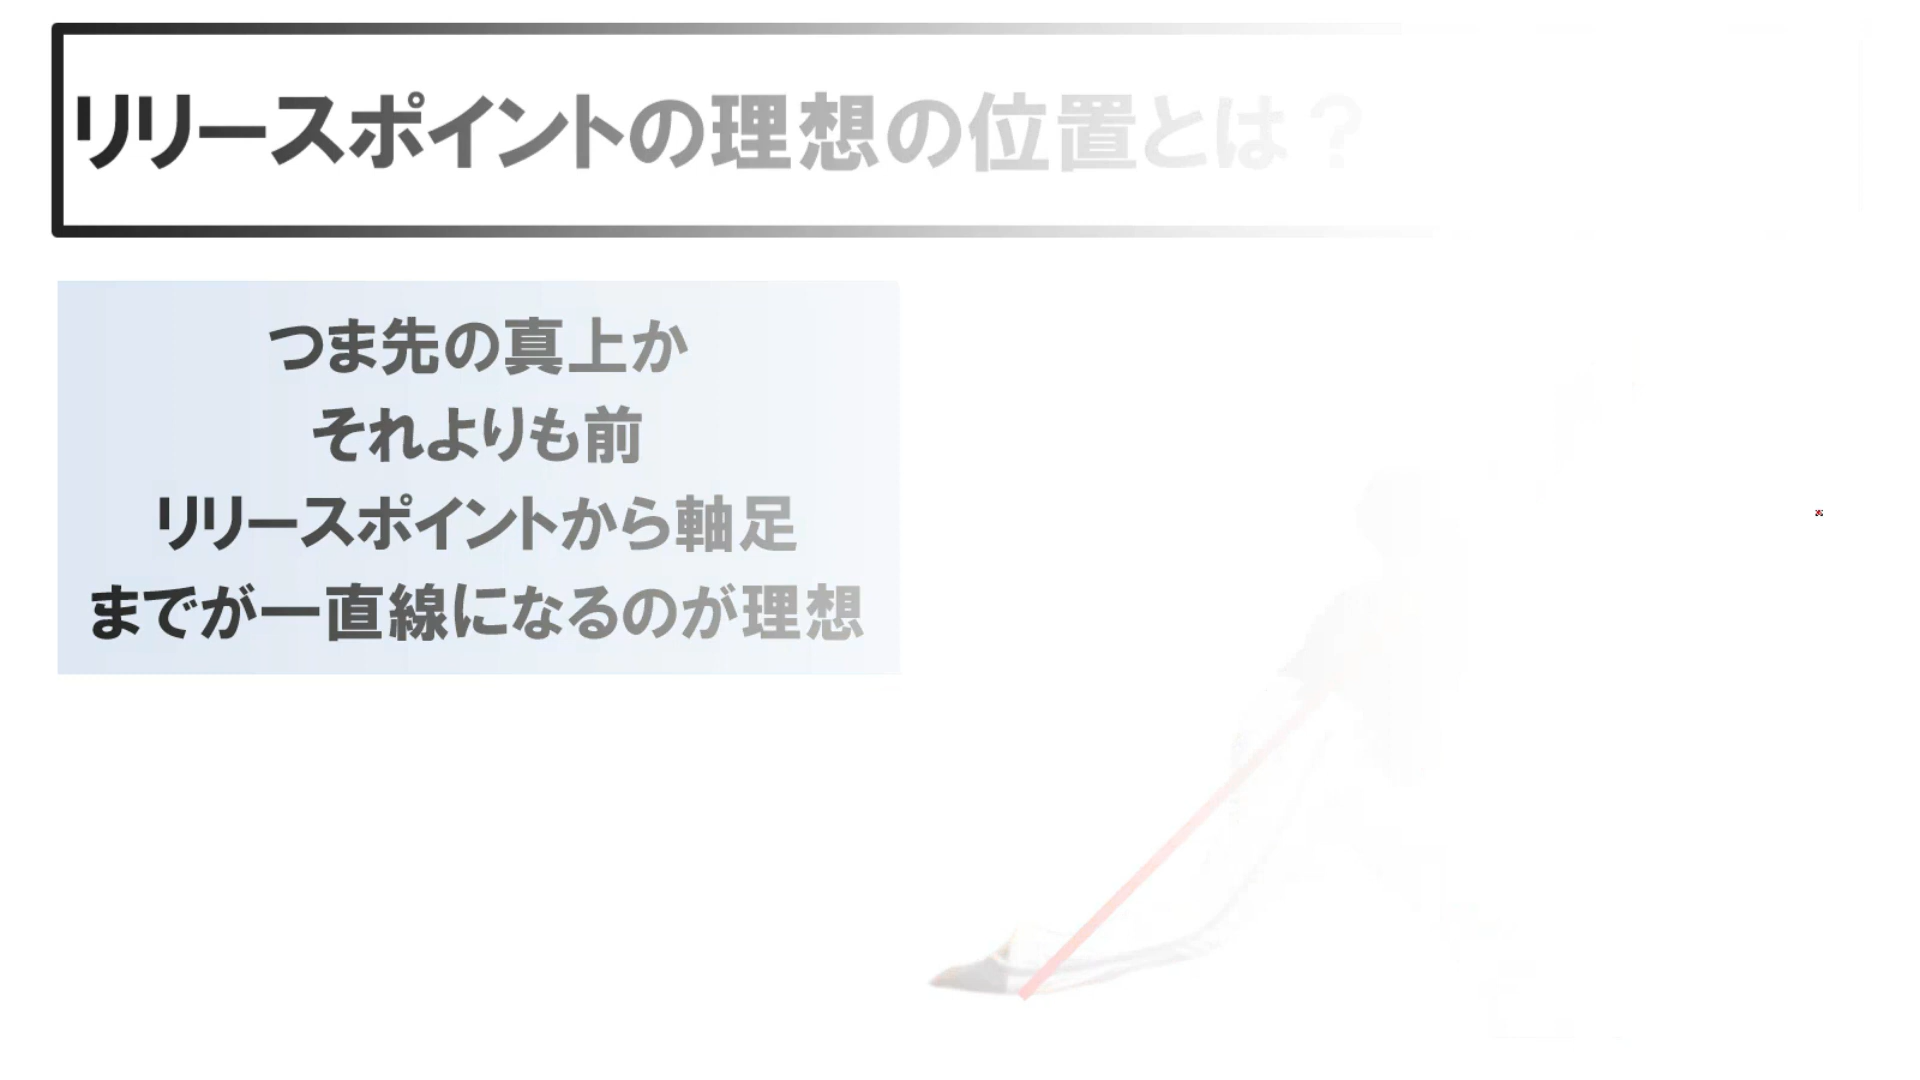 リリースポイントの理想の位置とは？
つま先の真上か
それよりも前
リリースポイントから軸足
までが一直線になるのが理想